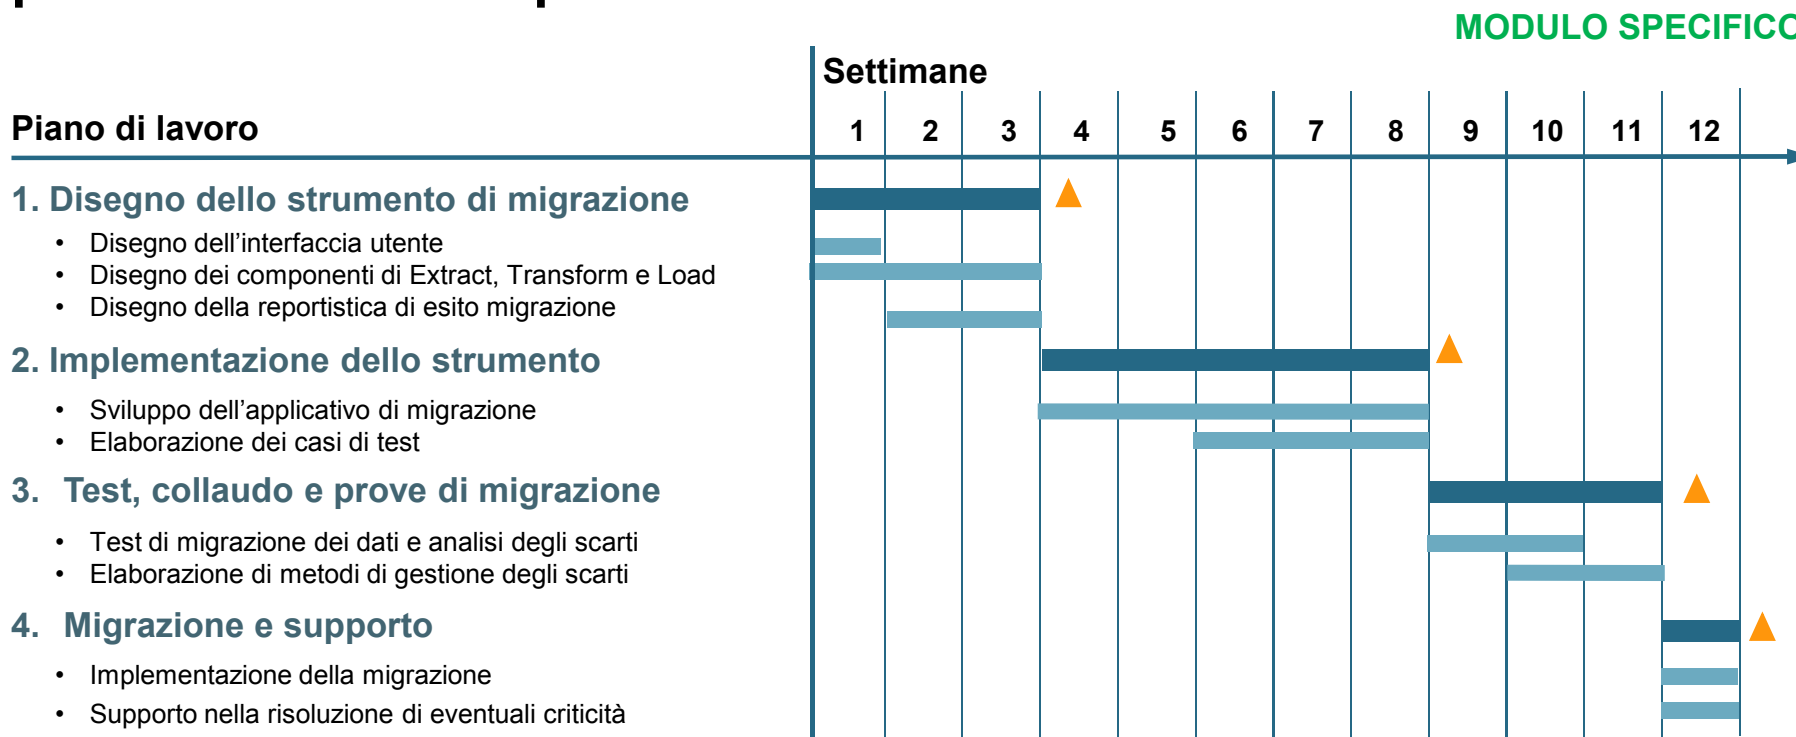 MODULO SPECIFICO
Settimane
Piano di lavoro
1 2 3 4 5 6 7 8 9 10 11 12
1. Disegno dello strumento di migrazione
• Disegno dell’interfaccia utente
• Disegno dei componenti di Extract, Transform e Load
• Disegno della reportistica di esito migrazione
2. Implementazione dello strumento
• Sviluppo dell’applicativo di migrazione
• Elaborazione dei casi di test
3. Test, collaudo e prove di migrazione
• Test di migrazione dei dati e analisi degli scarti
• Elaborazione di metodi di gestione degli scarti
4. Migrazione e supporto
• Implementazione della migrazione
• Supporto nella risoluzione di eventuali criticità